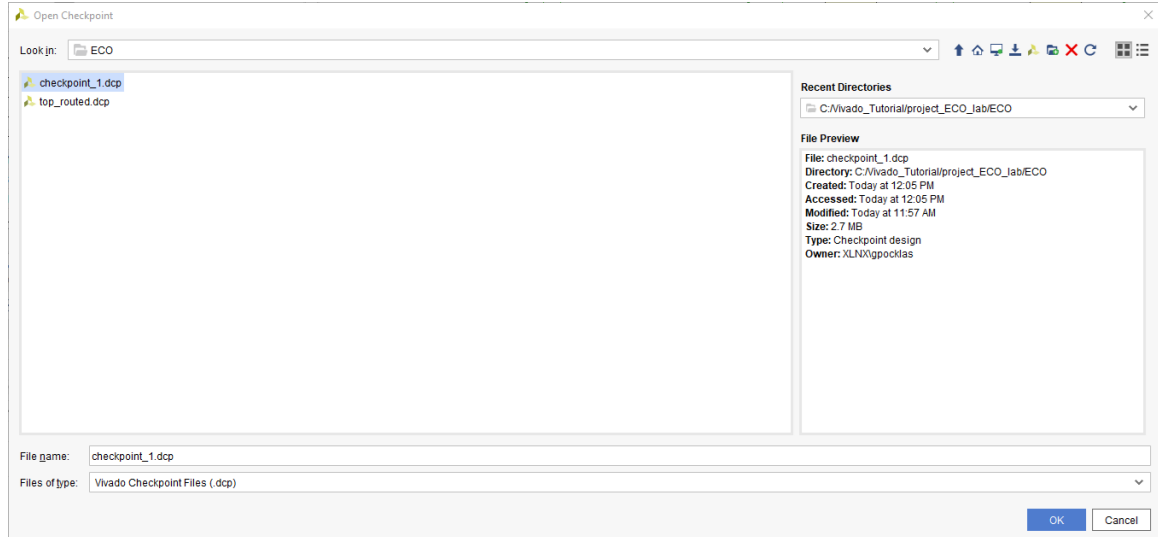 Open Checkpoint
Look in: ECO
checkpoint_1.dcp
top_routed.dcp
Recent Directories
C:/Vivado_Tutorial/project_ECO_lab/ECO
File Preview
File: checkpoint_1.dcp
Directory: C:/Vivado_Tutorial/project_ECO_lab/ECO
Created: Today at 12:05 PM
Accessed: Today at 12:05 PM
Modified: Today at 11:57 AM
Size: 2.7 MB
Type: Checkpoint design
Owner: XLNX\gpocklas
File name: checkpoint_1.dcp
Files of type: Vivado Checkpoint Files (.dcp)
OK Cancel